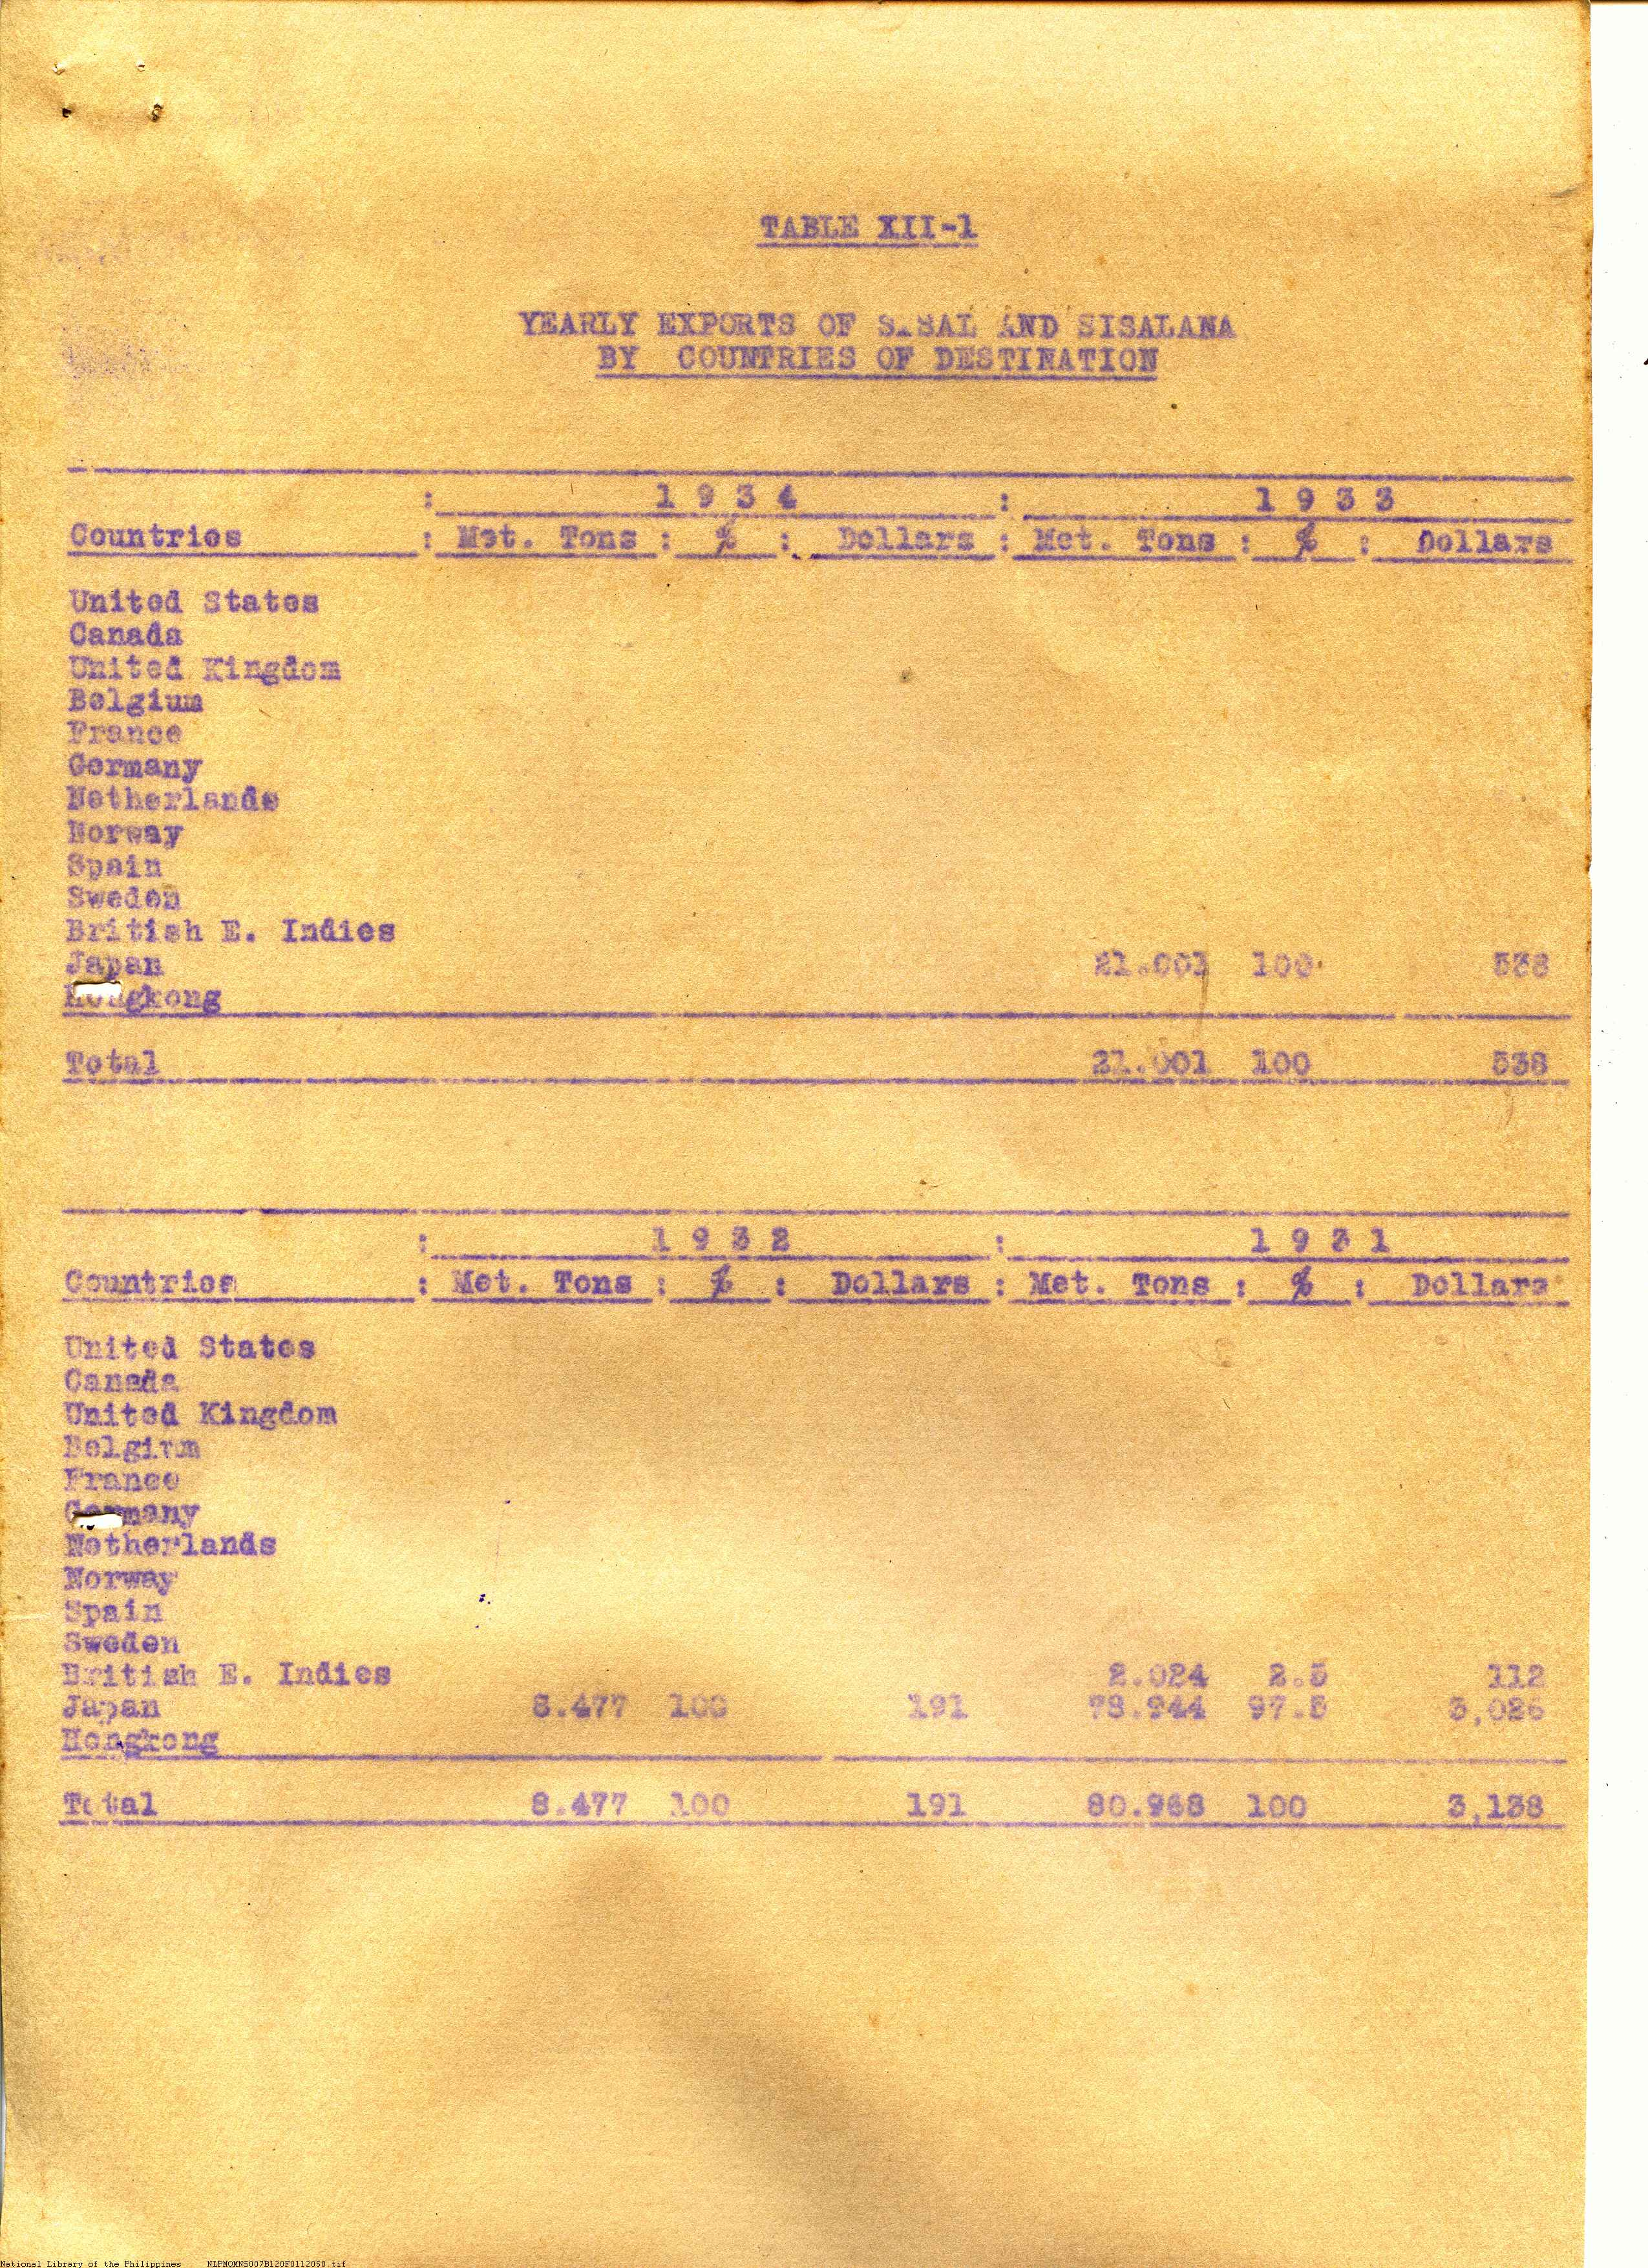 TABLE XII-1
YEARLY EXPORTS OF SISAL AND SISALANA
BY COUNTRIES OF DESTINATION
: 1 9 3 4 : 1 9 3 3
Countries : Met. Tons : % : Dollars : Met. Tons : % : Dollars
United States
Canada
United Kingdom
Belgium
France
Germany
Netherlands
Norway
Spain
Sweden
British E. Indies
Japan 21.001 100 538
Hongkong
Total 21.001 100 538
: 1 9 3 2 : 1 9 3 1
Countries : Met. Tons : % : Dollars : Met. Tons : % : Dollars
United States
Canada
United Kingdom
Belgium
France
Germany
Netherlands
Norway
Spain
Sweden
British E. Indies 2.024 2.5 112
Japan 8.477 100 191 78.944 97.5 3,026
Hongkong
Total 8.477 100 191 80.968 100 3,138
National Library of the Philippines NLPMQMNS007B120F0112050.tif